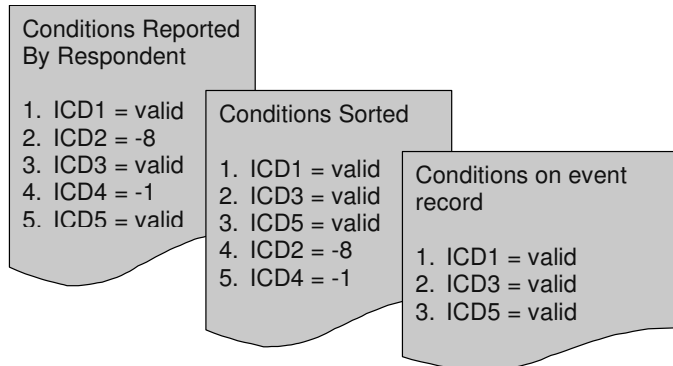 Conditions Reported
By Respondent
1. ICD1 = valid
2. ICD2 = -8
3. ICD3 = valid
4. ICD4 = -1
5. ICD5 = valid
Conditions Sorted
1. ICD1 = valid
2. ICD3 = valid
3. ICD5 = valid
4. ICD2 = -8
5. ICD4 = -1
Conditions on event
record
1. ICD1 = valid
2. ICD3 = valid
3. ICD5 = valid